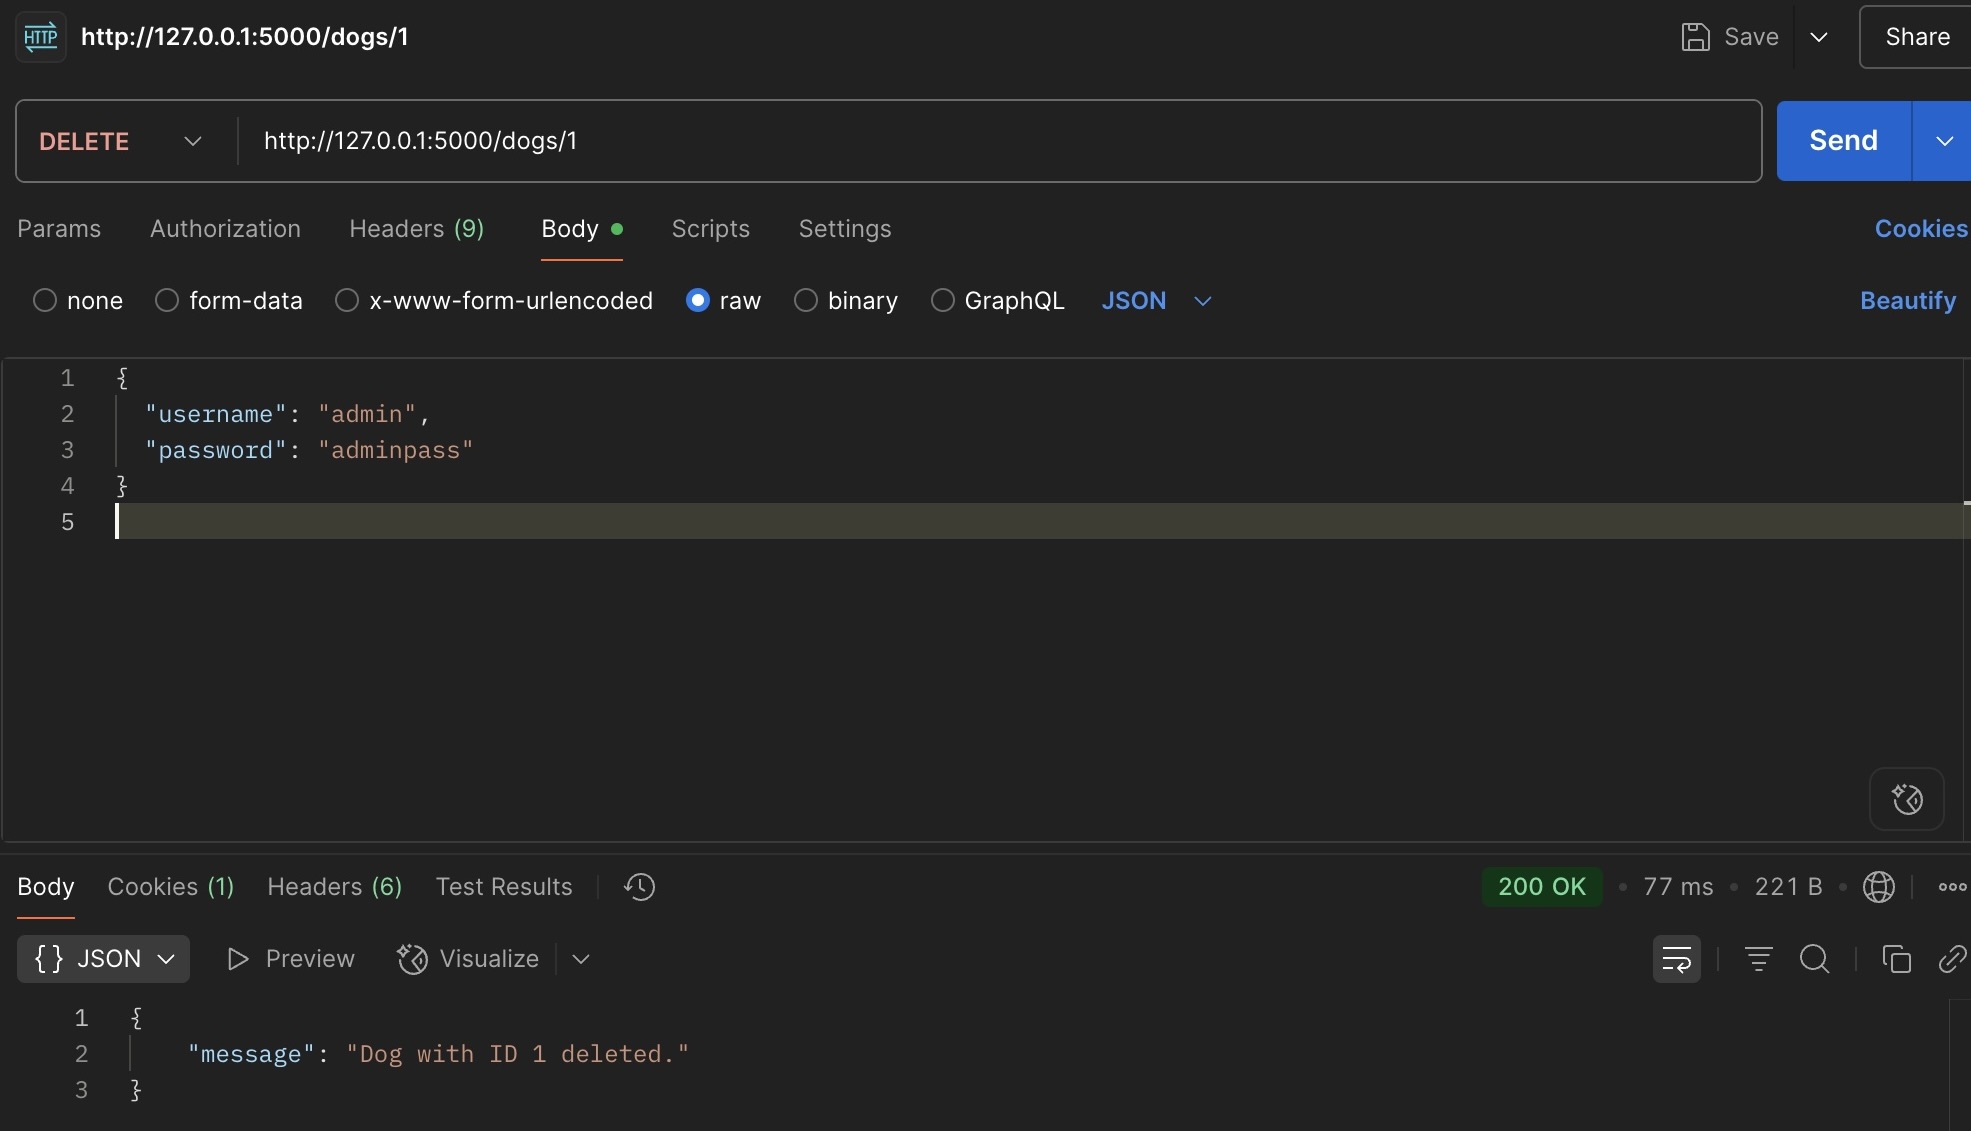 HTTP http://127.0.0.1:5000/dogs/1 Save Share
DELETE http://127.0.0.1:5000/dogs/1 Send
Params Authorization Headers (9) Body Scripts Settings Cookies
none form-data x-www-form-urlencoded raw binary GraphQL JSON Beautify
1 {
2 "username": "admin",
3 "password": "adminpass"
4 }
5
Body Cookies (1) Headers (6) Test Results 200 OK • 77 ms • 221 B •
{} JSON Preview Visualize
1 {
2 "message": "Dog with ID 1 deleted."
3 }